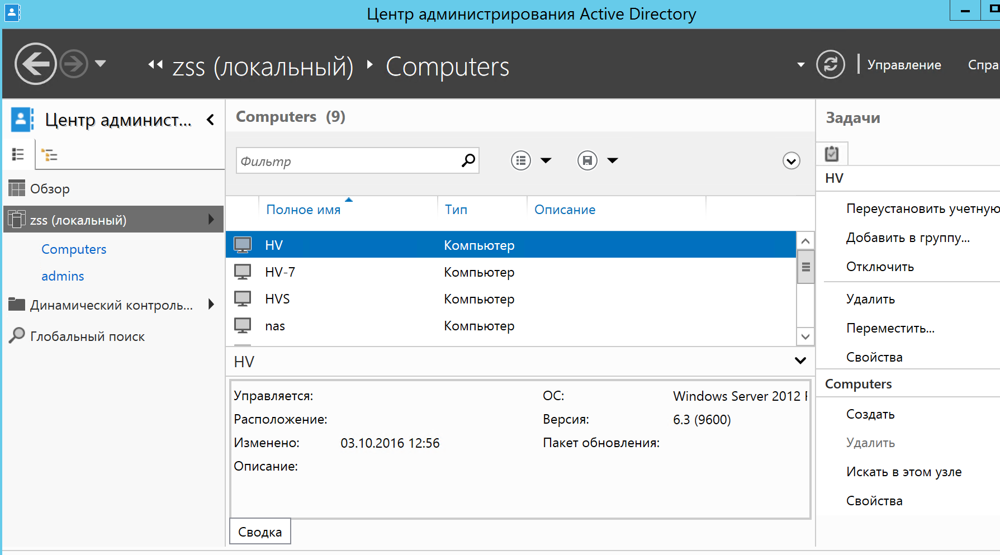 Центр администрирования Active Directory
zss (локальный) Computers
Управление
Спра
Центр админист...
Обзор
zss (локальный)
Computers
admins
Динамический контроль...
Глобальный поиск
Computers (9)
Фильтр
Полное имя Тип Описание
HV Компьютер
HV-7 Компьютер
HVS Компьютер
nas Компьютер
HV
Управляется:
Расположение:
Изменено: 03.10.2016 12:56
Описание:
ОС: Windows Server 2012
Версия: 6.3 (9600)
Пакет обновления:
Сводка
Задачи
HV
Переустановить учетную
Добавить в группу...
Отключить
Удалить
Переместить...
Свойства
Computers
Создать
Удалить
Искать в этом узле
Свойства